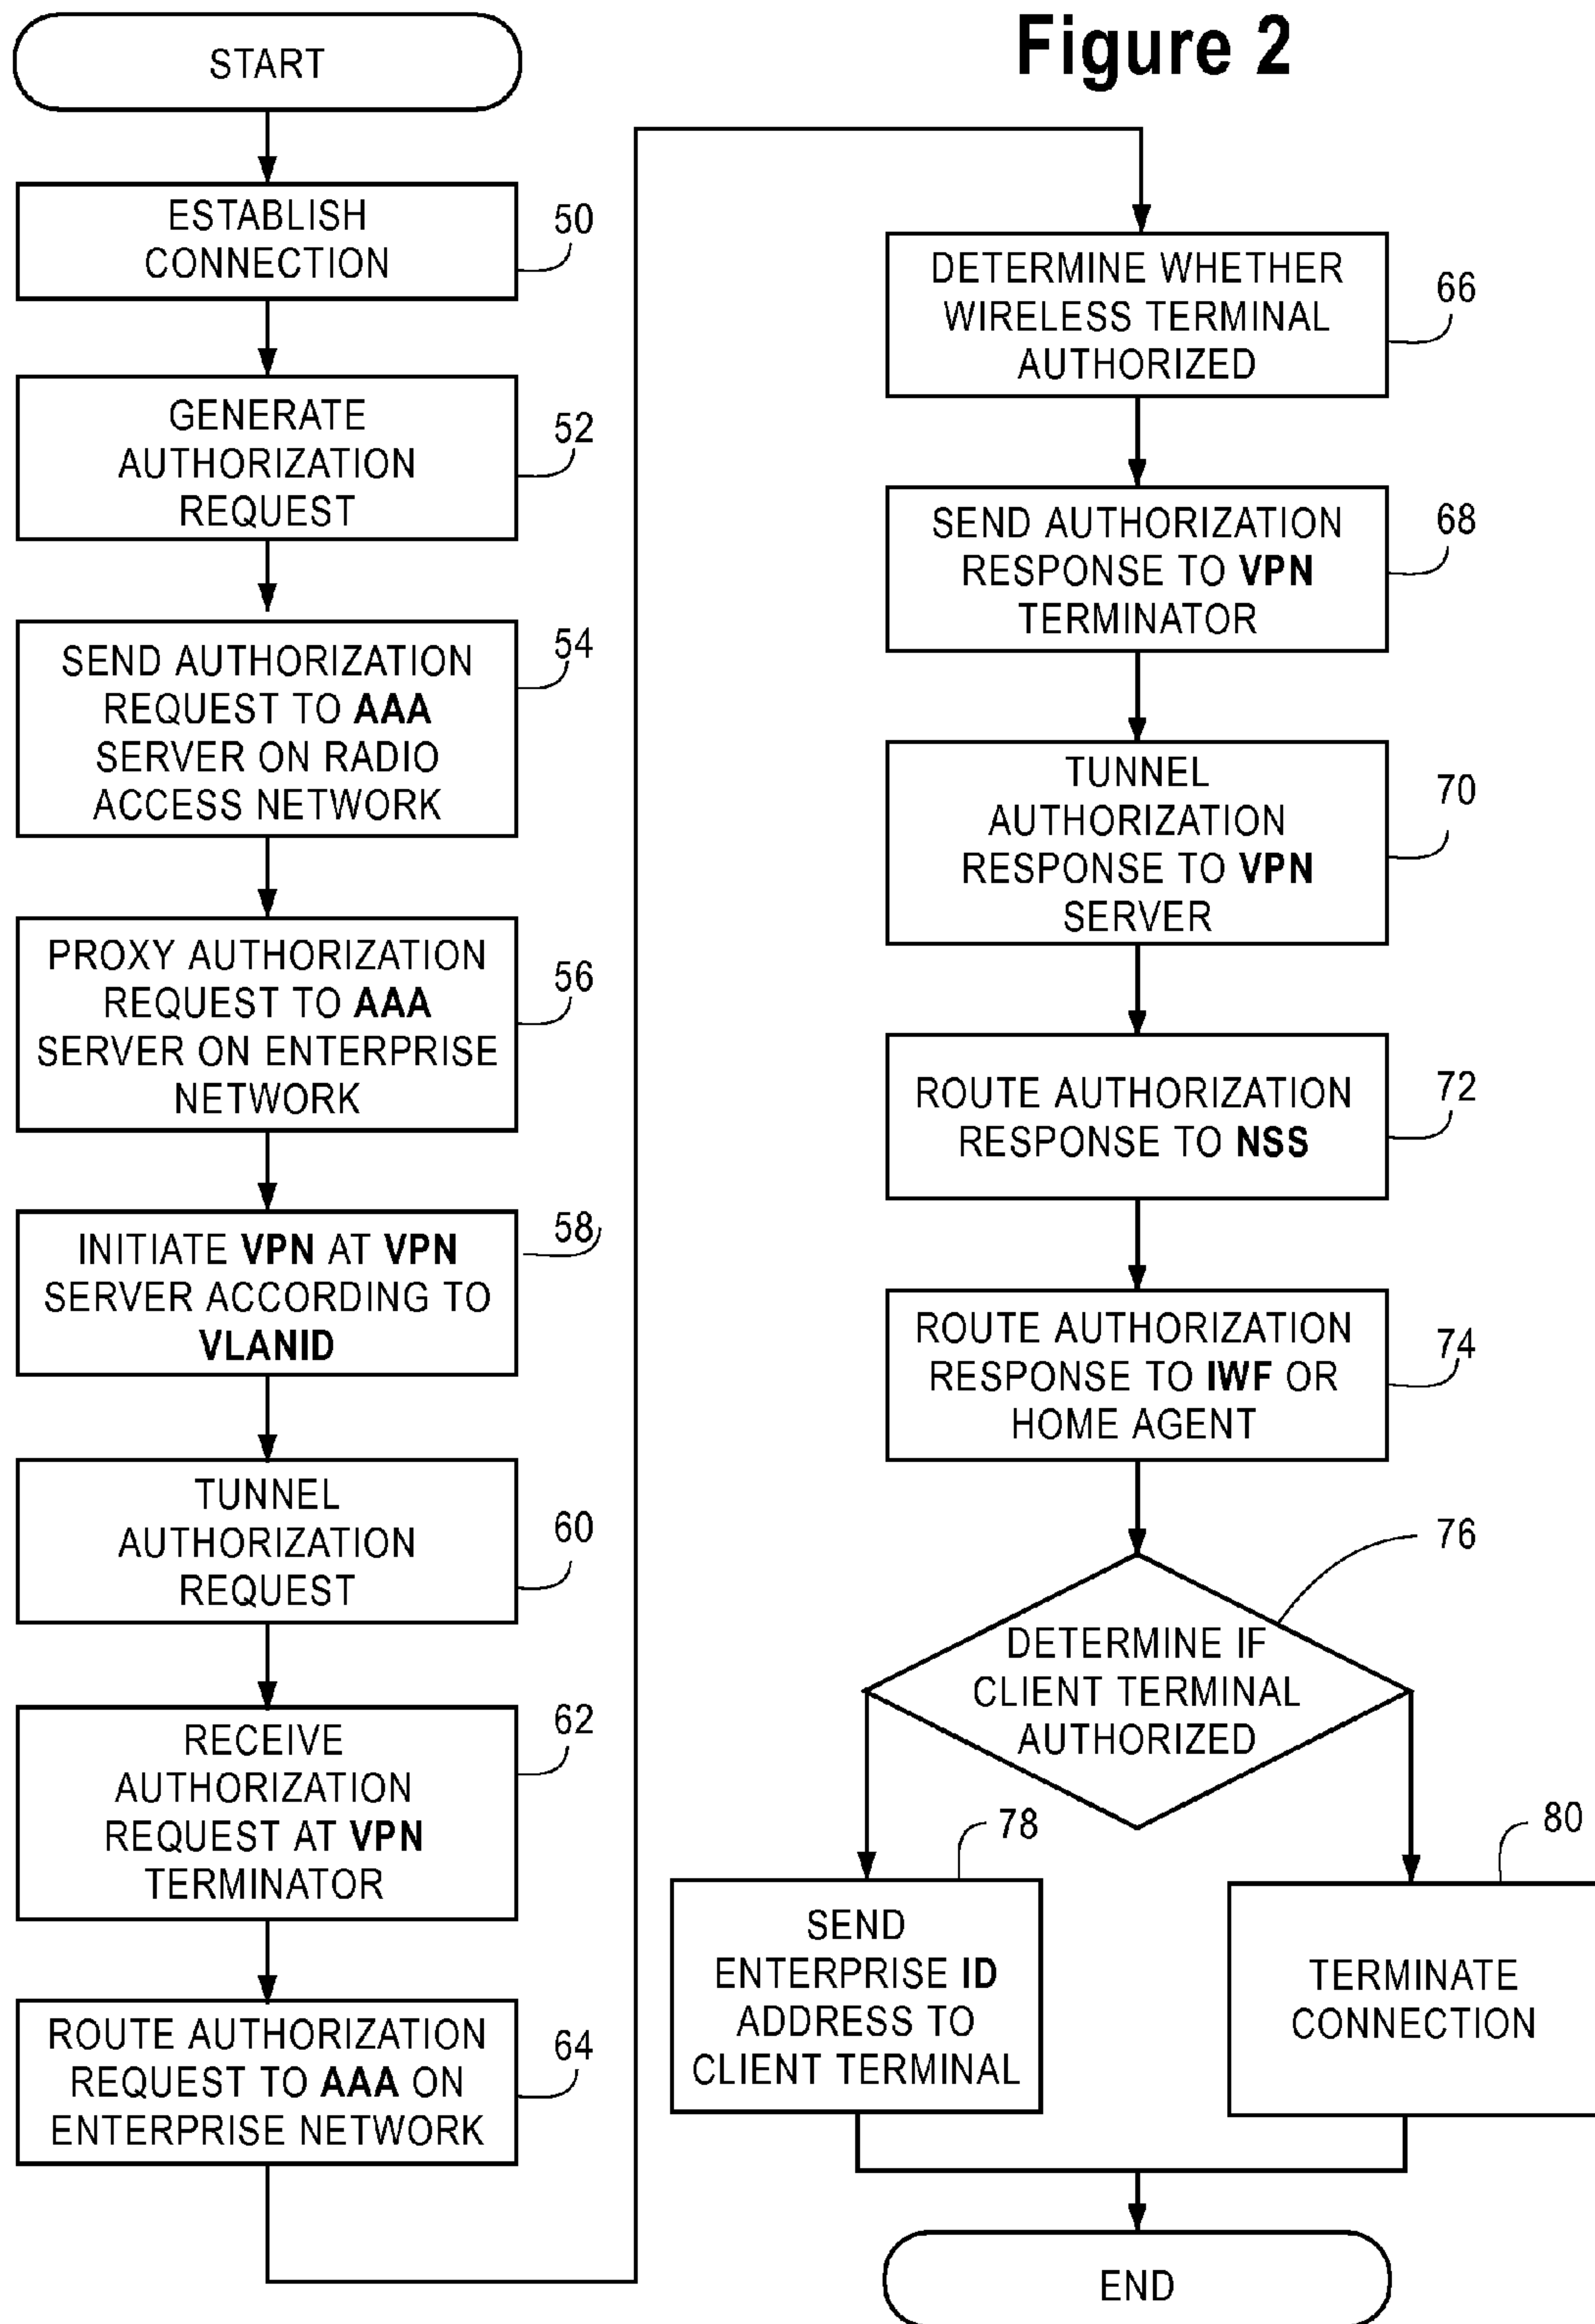 Figure 2
START
ESTABLISH
CONNECTION
50
GENERATE
AUTHORIZATION
REQUEST
52
SEND AUTHORIZATION
REQUEST TO AAA
SERVER ON RADIO
ACCESS NETWORK
54
PROXY AUTHORIZATION
REQUEST TO AAA
SERVER ON ENTERPRISE
NETWORK
56
INITIATE VPN AT VPN
SERVER ACCORDING TO
VLANID
58
TUNNEL
AUTHORIZATION
REQUEST
60
RECEIVE
AUTHORIZATION
REQUEST AT VPN
TERMINATOR
62
ROUTE AUTHORIZATION
REQUEST TO AAA ON
ENTERPRISE NETWORK
64
DETERMINE WHETHER
WIRELESS TERMINAL
AUTHORIZED
66
SEND AUTHORIZATION
RESPONSE TO VPN
TERMINATOR
68
TUNNEL
AUTHORIZATION
RESPONSE TO VPN
SERVER
70
ROUTE AUTHORIZATION
RESPONSE TO NSS
72
ROUTE AUTHORIZATION
RESPONSE TO IWF OR
HOME AGENT
74
DETERMINE IF
CLIENT TERMINAL
AUTHORIZED
76
SEND
ENTERPRISE ID
ADDRESS TO
CLIENT TERMINAL
78
TERMINATE
CONNECTION
80
END